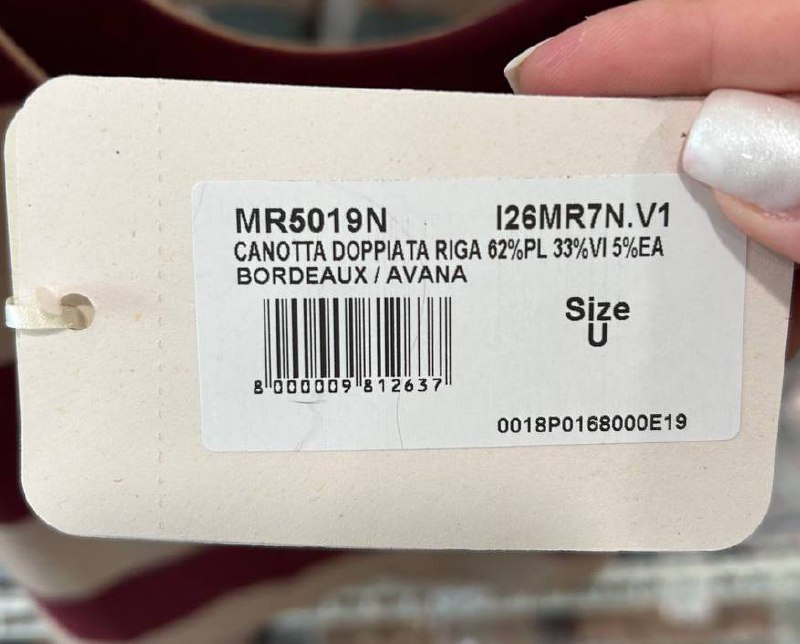 MR5019N I26MR7N.V1
CANOTTA DOPPIATA RIGA 62%PL 33%VI 5%EA
BORDEAUX / AVANA
Size
U
8 000009 812637
0018P0168000E19